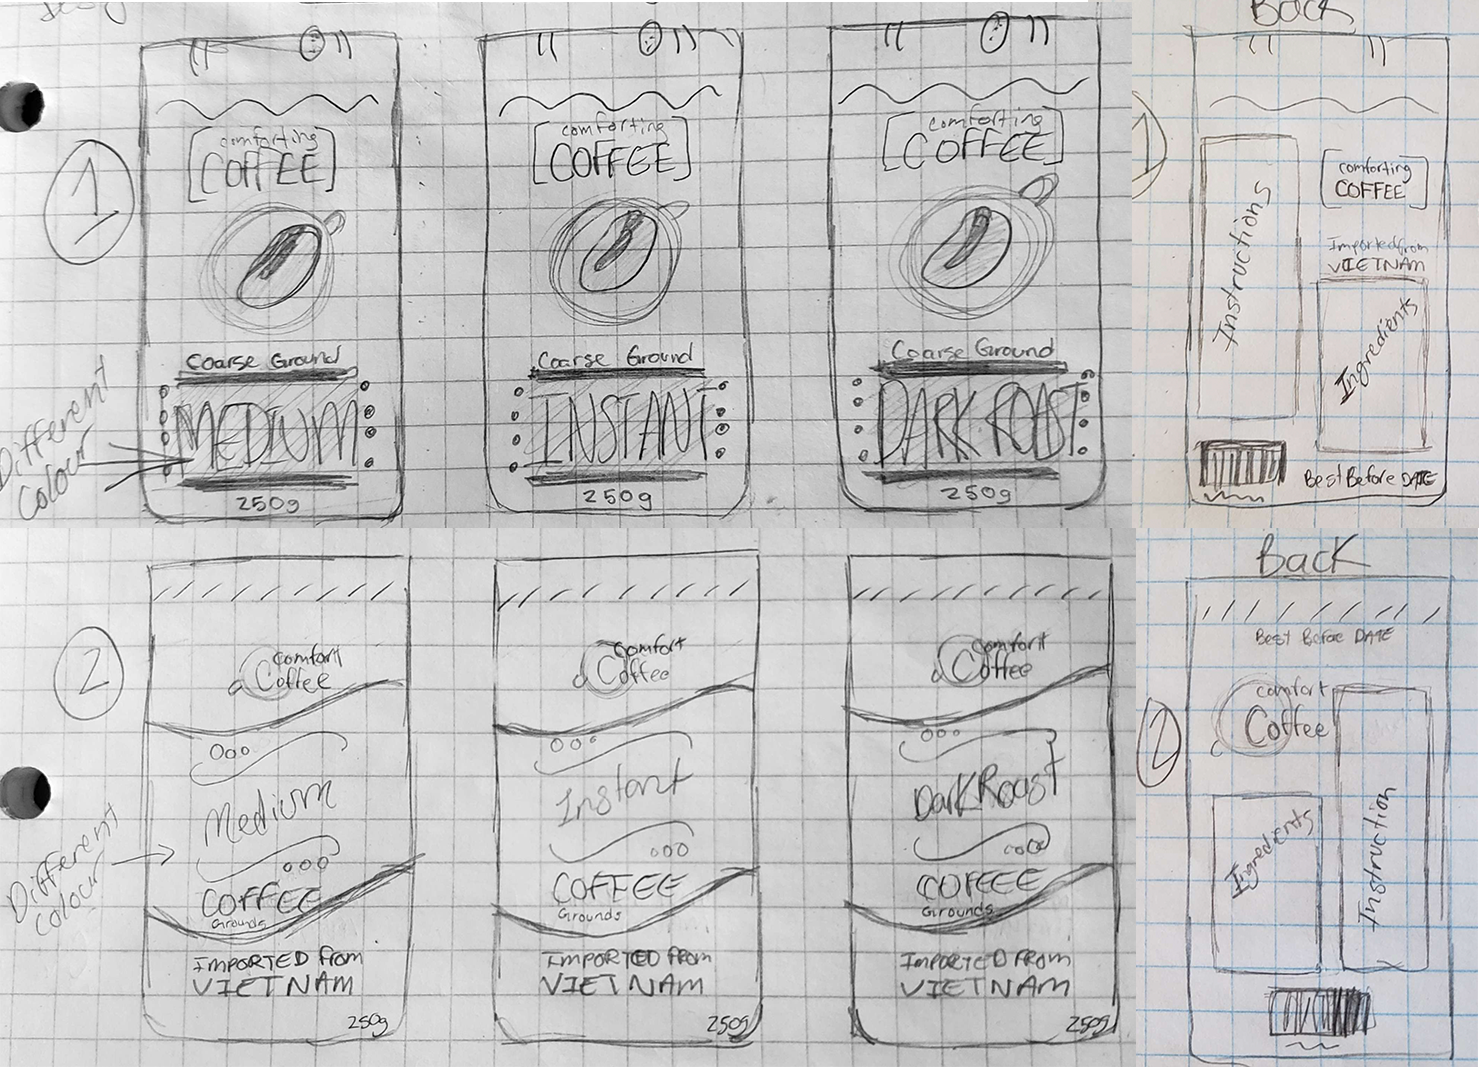 Back
1
comforting
COFFEE
Coarse Ground
MEDIUM
250g
comforting
COFFEE
Coarse Ground
INSTANT
250g
comforting
COFFEE
Coarse Ground
DARK ROAST
250g
Different
Colour
1
Instructions
comforting
COFFEE
Imported from
VIETNAM
Ingredients
Best Before DATE
2
Comfort
Coffee
Medium
COFFEE
Grounds
IMPORTED from
VIETNAM
250g
Comfort
Coffee
Instant
COFFEE
Grounds
IMPORTED from
VIETNAM
250g
Comfort
Coffee
Dark Roast
COFFEE
Grounds
IMPORTED from
VIETNAM
250g
Different
Colour
Back
2
Best Before DATE
comfort
Coffee
Ingredients
Instruction